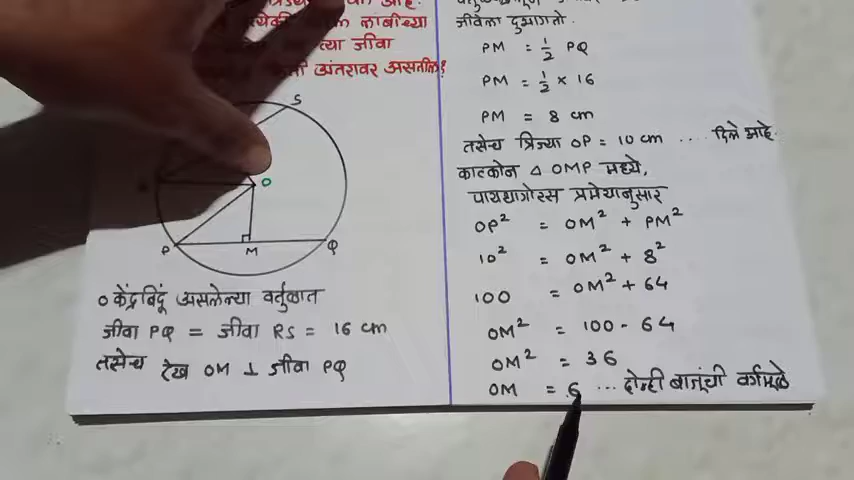 लांबीच्या
त्या जीवा
अंतरावर असतील?
S
O
P
M
Q
० केंद्रबिंदू असलेल्या वर्तुळात
जीवा PQ = जीवा RS = 16 cm
तसेच रेख OM ⊥ जीवा PQ
जीवेला दुभागतो.
PM = 1/2 PQ
PM = 1/2 × 16
PM = 8 cm
तसेच त्रिज्या OP = 10 cm .... दिले आहे.
काटकोन △ OMP मध्ये,
पायथागोरस प्रमेयानुसार
OP² = OM² + PM²
10² = OM² + 8²
100 = OM² + 64
OM² = 100 - 64
OM² = 36
OM = 6 ... दोन्ही बाजूंची वर्गमूळे